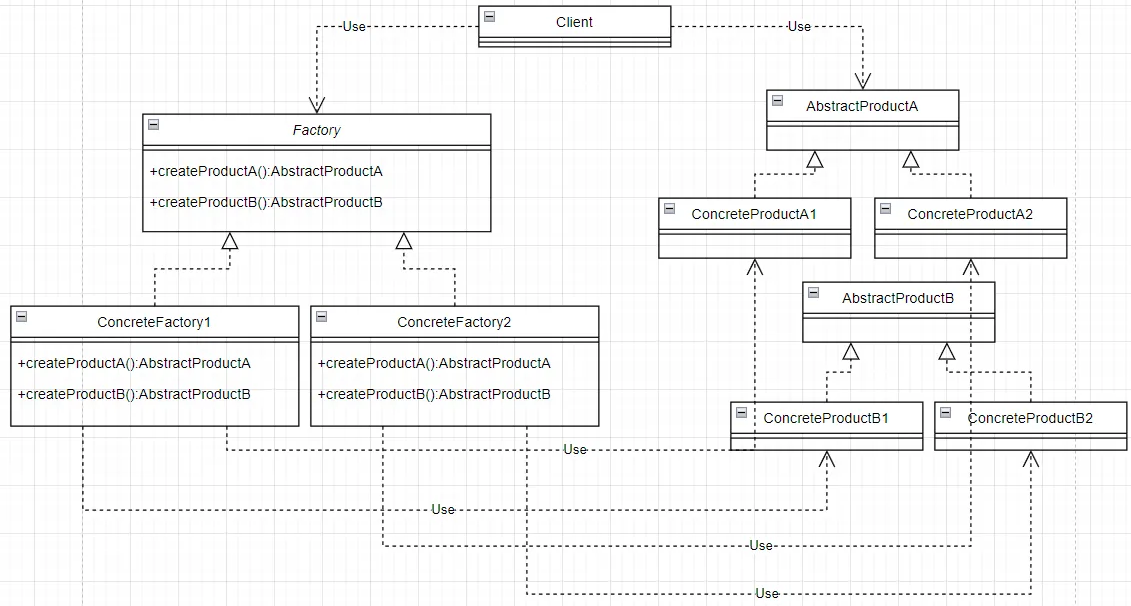 Client
Use
Use
AbstractProductA
Factory
+createProductA():AbstractProductA
+createProductB():AbstractProductB
ConcreteProductA1
ConcreteProductA2
AbstractProductB
ConcreteFactory1
+createProductA():AbstractProductA
+createProductB():AbstractProductB
ConcreteFactory2
+createProductA():AbstractProductA
+createProductB():AbstractProductB
ConcreteProductB1
ConcreteProductB2
Use
Use
Use
Use